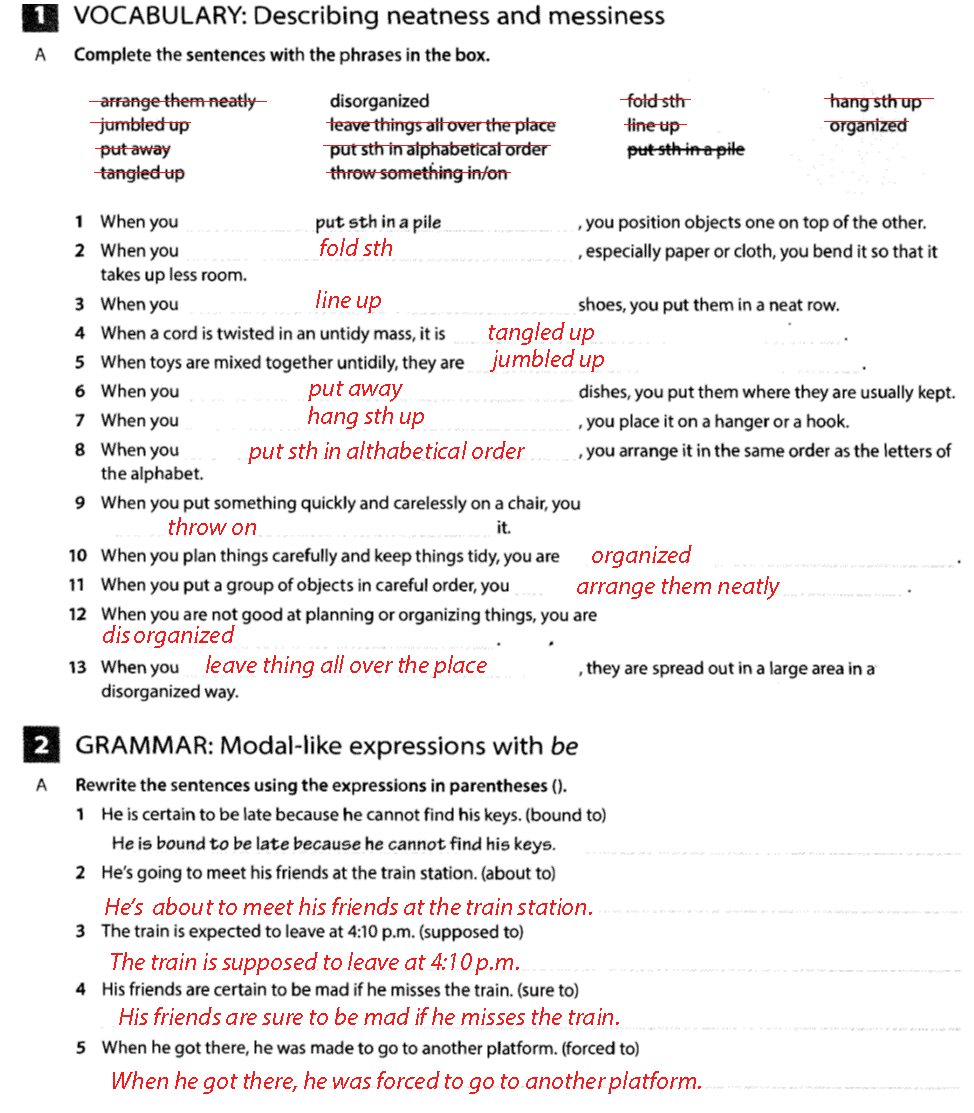 1 VOCABULARY: Describing neatness and messiness
A Complete the sentences with the phrases in the box.
arrange them neatly disorganized fold sth hang sth up
jumbled up leave things all over the place line up organized
put away put sth in alphabetical order put sth in a pile
tangled up throw something in/on
1 When you put sth in a pile , you position objects one on top of the other.
2 When you fold sth , especially paper or cloth, you bend it so that it
takes up less room.
3 When you line up shoes, you put them in a neat row.
4 When a cord is twisted in an untidy mass, it is tangled up .
5 When toys are mixed together untidily, they are jumbled up .
6 When you put away dishes, you put them where they are usually kept.
7 When you hang sth up , you place it on a hanger or a hook.
8 When you put sth in althabetical order , you arrange it in the same order as the letters of
the alphabet.
9 When you put something quickly and carelessly on a chair, you
throw on it.
10 When you plan things carefully and keep things tidy, you are organized .
11 When you put a group of objects in careful order, you arrange them neatly .
12 When you are not good at planning or organizing things, you are
disorganized .
13 When you leave thing all over the place , they are spread out in a large area in a
disorganized way.
2 GRAMMAR: Modal-like expressions with be
A Rewrite the sentences using the expressions in parentheses ().
1 He is certain to be late because he cannot find his keys. (bound to)
He is bound to be late because he cannot find his keys.
2 He's going to meet his friends at the train station. (about to)
He's about to meet his friends at the train station.
3 The train is expected to leave at 4:10 p.m. (supposed to)
The train is supposed to leave at 4:10 p.m.
4 His friends are certain to be mad if he misses the train. (sure to)
His friends are sure to be mad if he misses the train.
5 When he got there, he was made to go to another platform. (forced to)
When he got there, he was forced to go to another platform.